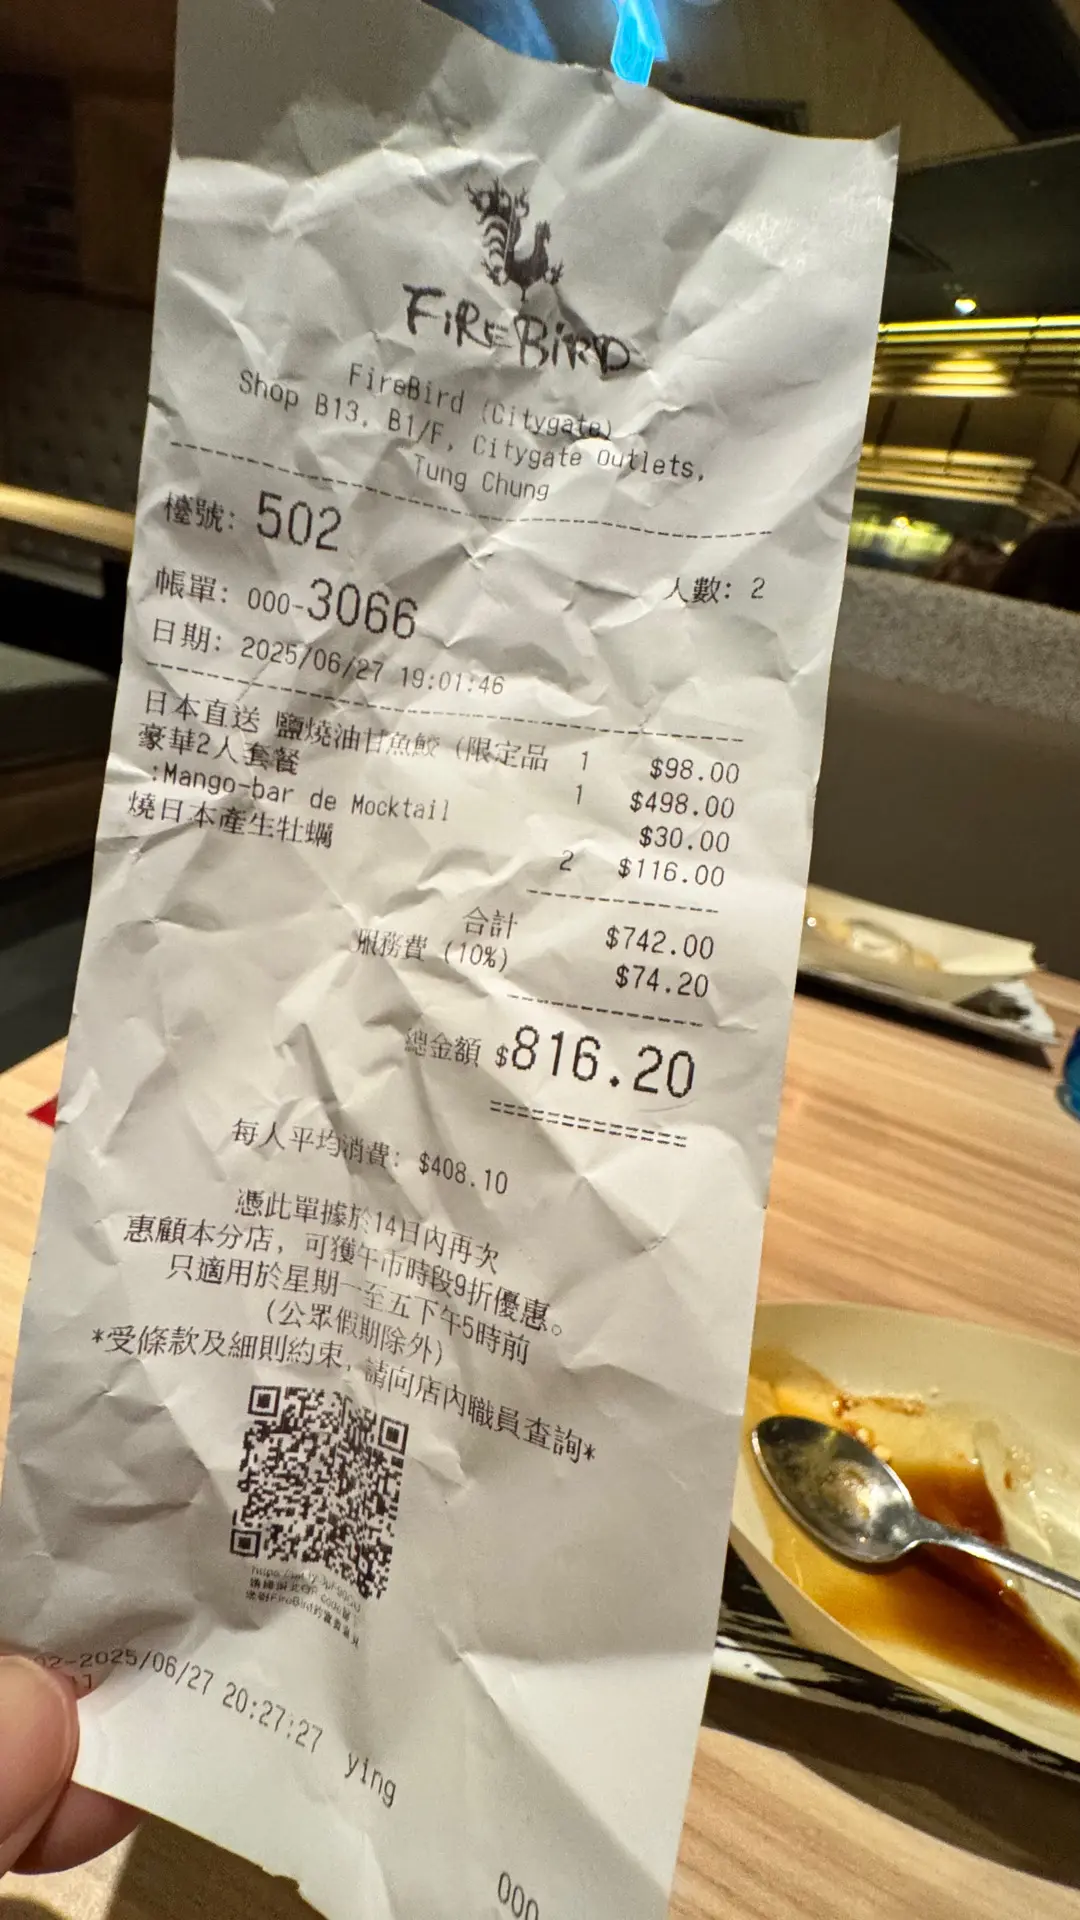 FiREBiRD
FireBird (Citygate)
Shop B13, B1/F, Citygate Outlets,
Tung Chung
檯號: 502
人數: 2
帳單: 000-3066
日期: 2025/06/27 19:01:46
日本直送 鹽燒油甘魚鮫 (限定品 1 $98.00
豪華2人套餐 1 $498.00
:Mango-bar de Mocktail $30.00
燒日本產生牡蠣 2 $116.00
合計 $742.00
服務費 (10%) $74.20
總金額 $816.20
============
每人平均消費: $408.10
憑此單據於14日內再次
惠顧本分店, 可獲午市時段9折優惠。
只適用於星期一至五下午5時前
(公眾假期除外)
*受條款及細則約束, 請向店內職員查詢*
02-2025/06/27 20:27:27 ying
000